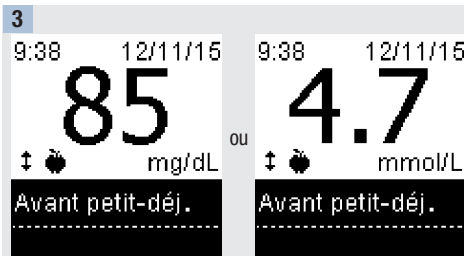 3
9:38 12/11/15
85
mg/dL
Avant petit-déj.
ou
9:38 12/11/15
4.7
mmol/L
Avant petit-déj.